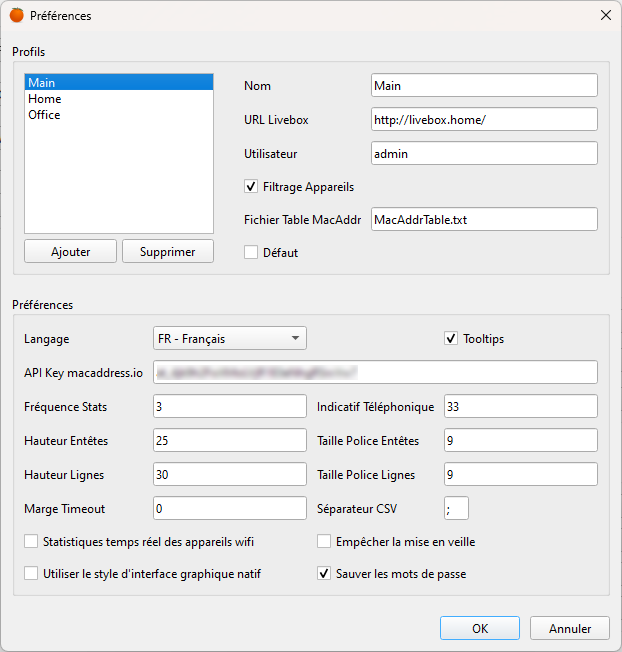 Préférences
Profils
Main
Home
Office
Ajouter
Supprimer
Nom
Main
URL Livebox
http://livebox.home/
Utilisateur
admin
Filtrage Appareils
Fichier Table MacAddr
MacAddrTable.txt
Défaut
Préférences
Langage
FR - Français
Tooltips
API Key macaddress.io
Fréquence Stats
3
Indicatif Téléphonique
33
Hauteur Entêtes
25
Taille Police Entêtes
9
Hauteur Lignes
30
Taille Police Lignes
9
Marge Timeout
0
Séparateur CSV
;
Statistiques temps réel des appareils wifi
Empêcher la mise en veille
Utiliser le style d'interface graphique natif
Sauver les mots de passe
OK
Annuler